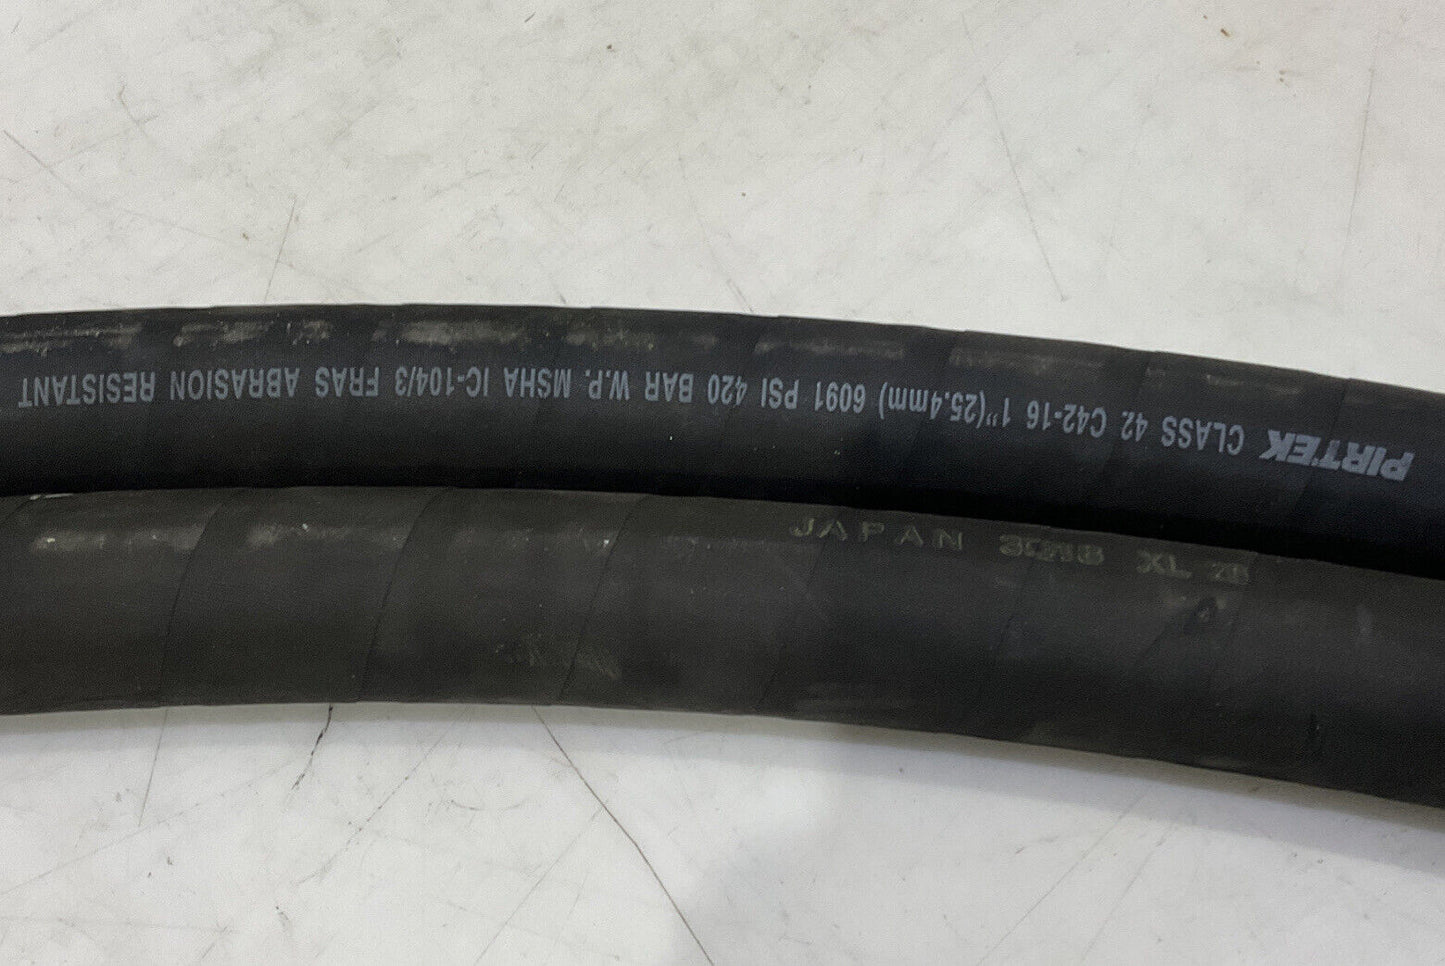 PIRTEK CLASS 42 C42-16 1"(25.4mm) 6091 PSI 420 BAR W.P. MSHA IC-104/3 FRAS ABRASION RESISTANT
JAPAN XL